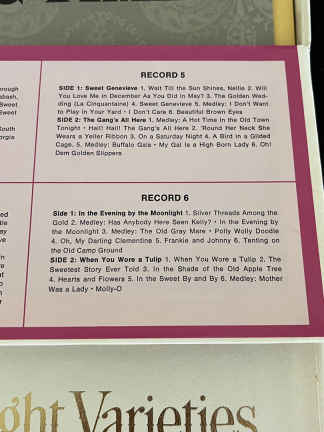 rough
abash,
Sweet
Sweet
South
orgia
RECORD 5
SIDE 1: Sweet Genevieve 1. Wait Till the Sun Shines, Nellie 2. Will
You Love Me in December As You Did in May? 3. The Golden Wed-
ding (La Cinquantaine) 4. Sweet Genevieve 5. Medley: I Don't Want
to Play in Your Yard • I Don't Care 6. Beautiful Brown Eyes
SIDE 2: The Gang's All Here 1. Medley: A Hot Time in the Old Town
Tonight • Hail! Hail! The Gang's All Here 2. 'Round Her Neck She
Wears a Yeller Ribbon 3. On a Saturday Night 4. A Bird in a Gilded
Cage, 5. Medley: Buffalo Gals • My Gal Is a High Born Lady 6. Oh!
Dem Golden Slippers
RECORD 6
Side 1: In the Evening by the Moonlight 1. Silver Threads Among the
Gold 2. Medley: Has Anybody Here Seen Kelly? • In the Evening by
the Moonlight 3. Medley: The Old Gray Mare • Polly Wolly Doodle
4. Oh, My Darling Clementine 5. Frankie and Johnny 6. Tenting on
the Old Camp Ground
SIDE 2: When You Wore a Tulip 1. When You Wore a Tulip 2. The
Sweetest Story Ever Told 3. In the Shade of the Old Apple Tree
4. Hearts and Flowers 5. In the Sweet By and By 6. Medley: Mother
Was a Lady • Molly-O
ght Varieties